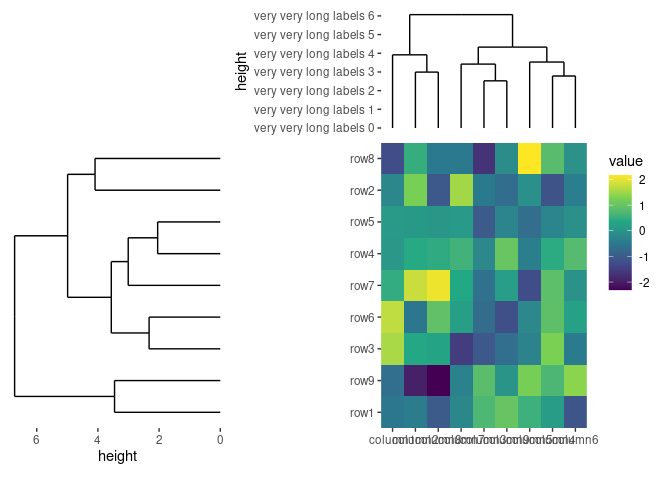 very very long labels 6
very very long labels 5
very very long labels 4
very very long labels 3
very very long labels 2
very very long labels 1
very very long labels 0
height
row8
row2
row5
row4
row7
row6
row3
row9
row1
value
2
1
0
-1
-2
6
4
2
0
height